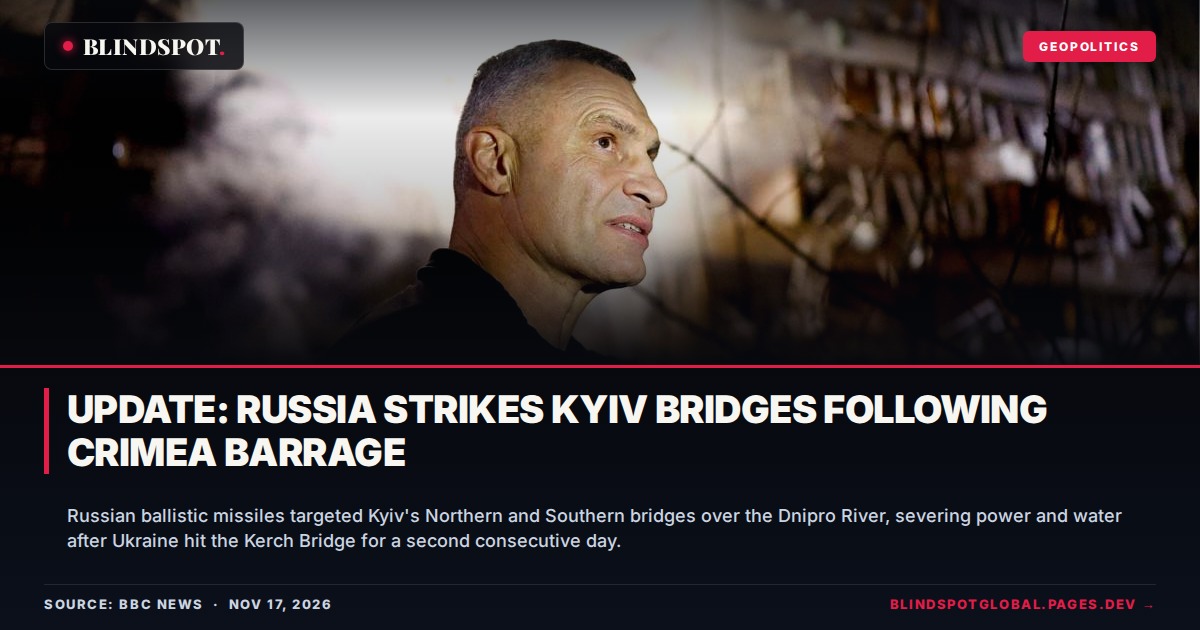 BLINDSPOT.
GEOPOLITICS
UPDATE: RUSSIA STRIKES KYIV BRIDGES FOLLOWING
CRIMEA BARRAGE
Russian ballistic missiles targeted Kyiv's Northern and Southern bridges over the Dnipro River, severing power and water
after Ukraine hit the Kerch Bridge for a second consecutive day.
SOURCE: BBC NEWS · NOV 17, 2026
BLINDSPOTGLOBAL.PAGES.DEV →